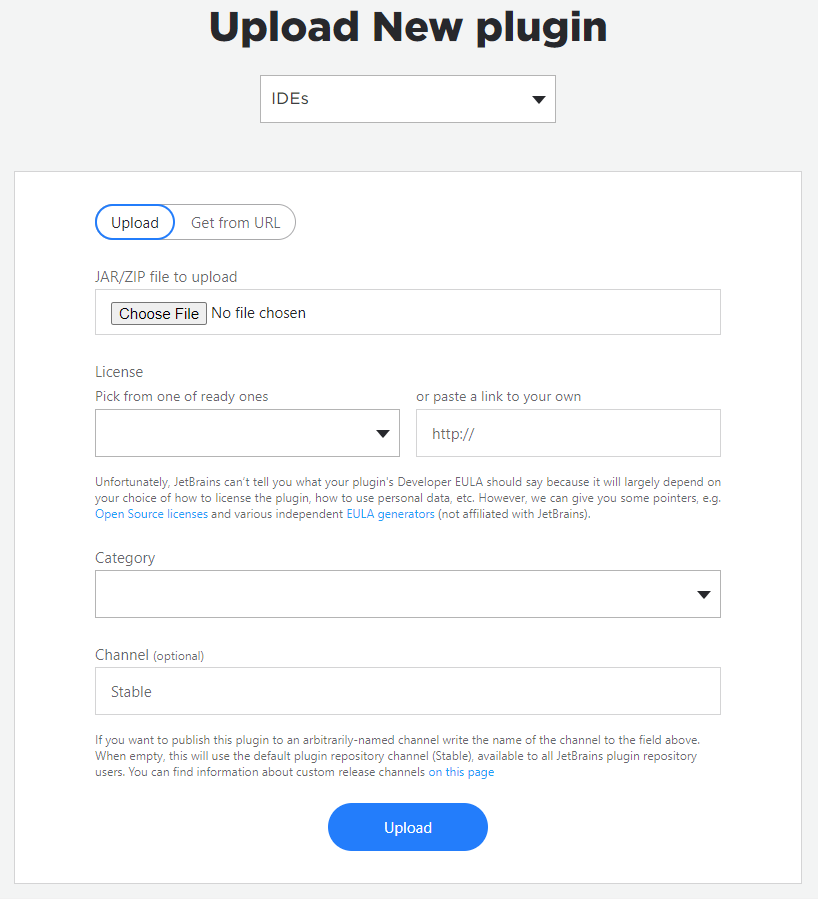 Upload New plugin
IDEs
Upload Get from URL
JAR/ZIP file to upload
Choose File No file chosen
License
Pick from one of ready ones or paste a link to your own
http://
Unfortunately, JetBrains can't tell you what your plugin's Developer EULA should say because it will largely depend on
your choice of how to license the plugin, how to use personal data, etc. However, we can give you some pointers, e.g.
Open Source licenses and various independent EULA generators (not affiliated with JetBrains).
Category
Channel (optional)
Stable
If you want to publish this plugin to an arbitrarily-named channel write the name of the channel to the field above.
When empty, this will use the default plugin repository channel (Stable), available to all JetBrains plugin repository
users. You can find information about custom release channels on this page
Upload